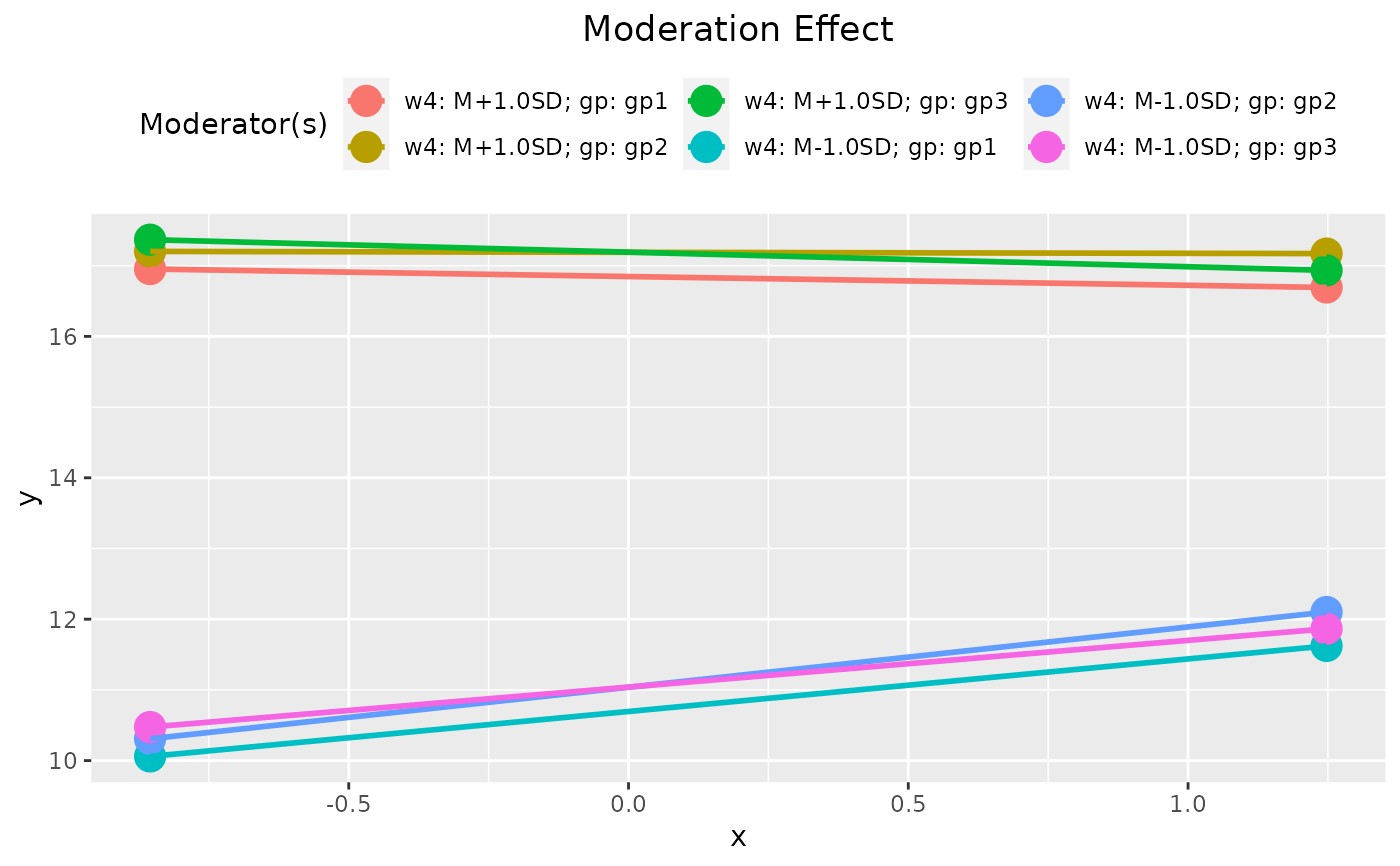 Moderation Effect
Moderator(s)
w4: M+1.0SD; gp: gp1 w4: M+1.0SD; gp: gp3 w4: M-1.0SD; gp: gp2
w4: M+1.0SD; gp: gp2 w4: M-1.0SD; gp: gp1 w4: M-1.0SD; gp: gp3
16
14
12
10
y
-0.5 0.0 0.5 1.0
x